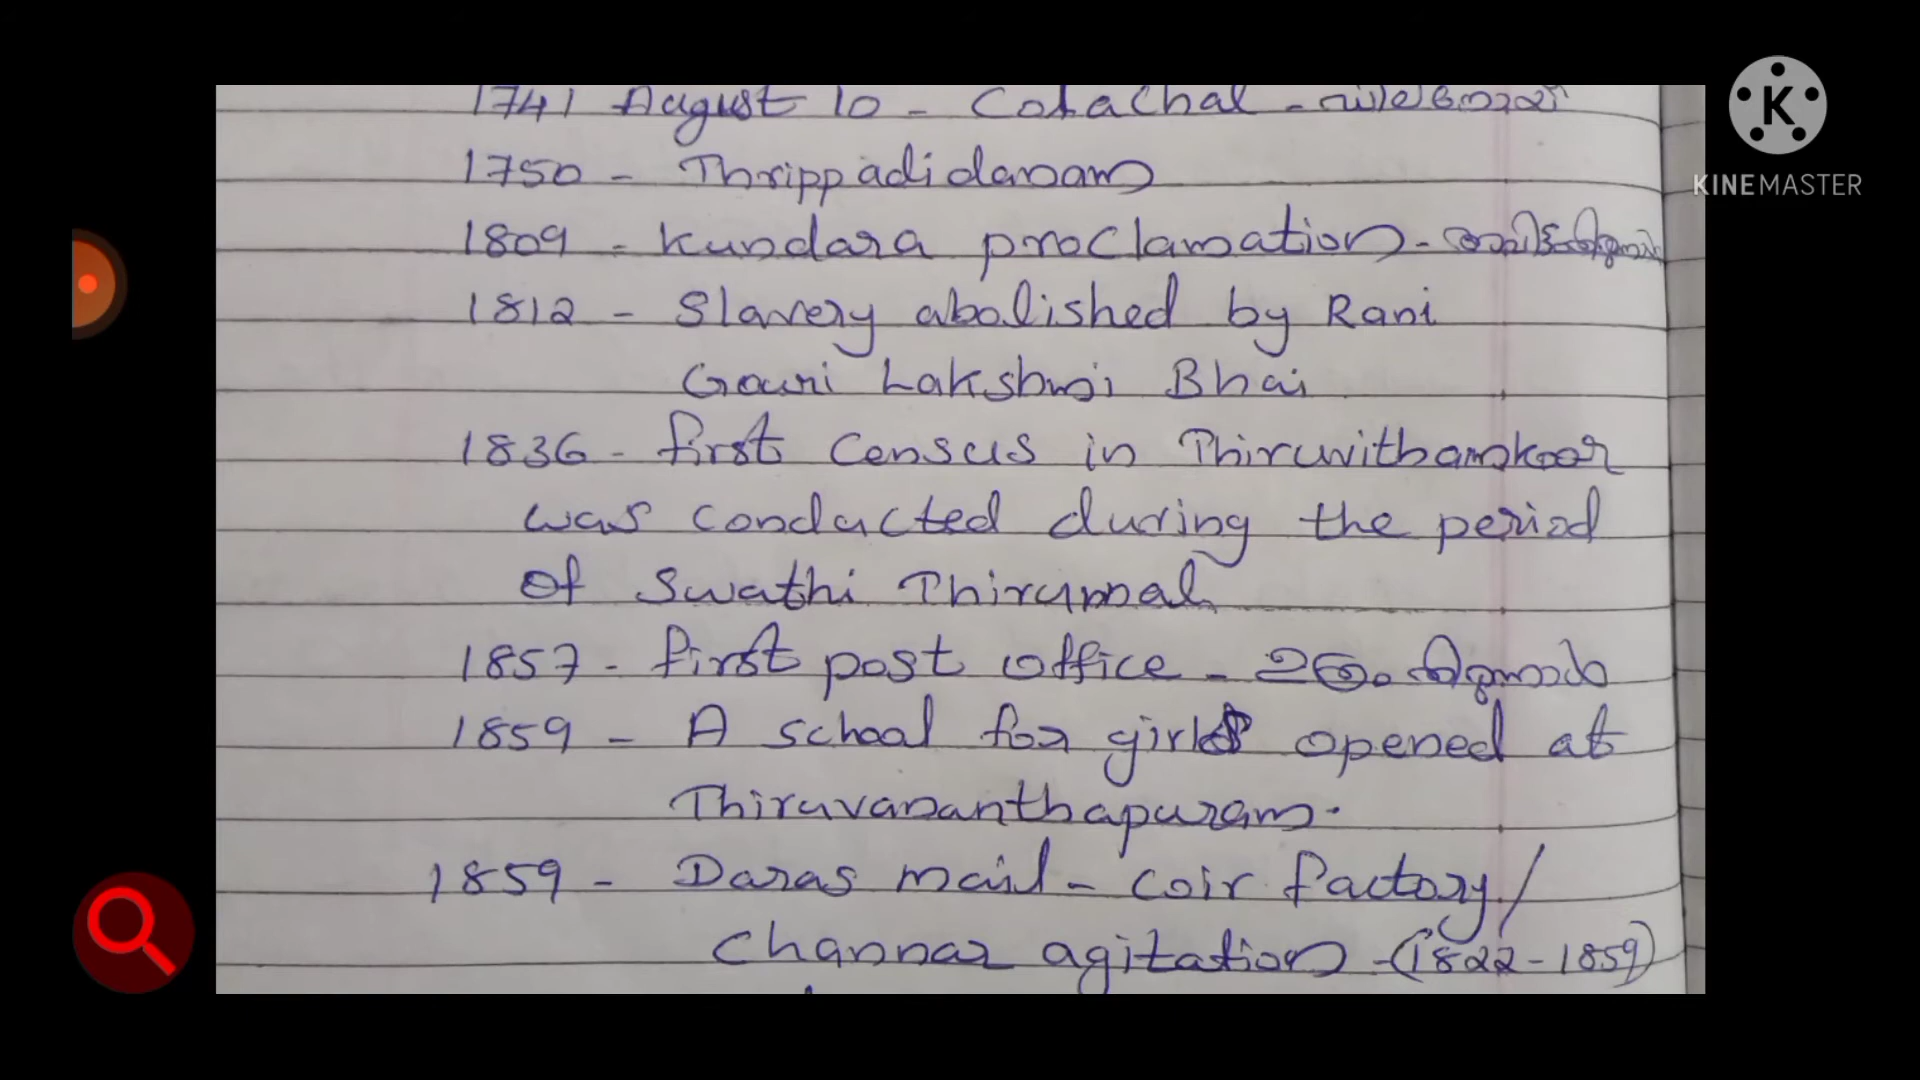 1741 August 10 - Colachal -
1750 - Thrippadidanam
1809 - Kundara proclamation -
1812 - Slavery abolished by Rani
Gouri Lakshmi Bhai
1836 - first Census in Thiruvithamkoor
was conducted during the period
Of Swathi Thirumal
1857 - first post office -
1859 - A school for girls opened at
Thiruvananthapuram.
1859 - Daras mail - coir factory /
Channar agitation - (1822-1859)
KINEMASTER